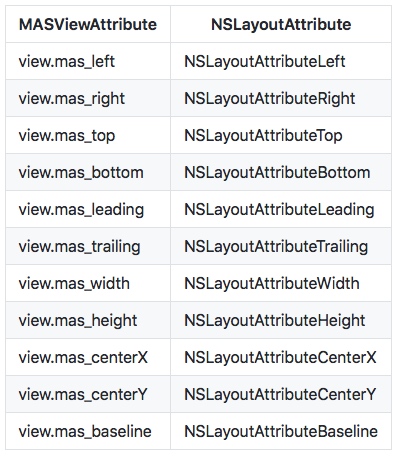 MASViewAttribute NSLayoutAttribute
view.mas_left NSLayoutAttributeLeft
view.mas_right NSLayoutAttributeRight
view.mas_top NSLayoutAttributeTop
view.mas_bottom NSLayoutAttributeBottom
view.mas_leading NSLayoutAttributeLeading
view.mas_trailing NSLayoutAttributeTrailing
view.mas_width NSLayoutAttributeWidth
view.mas_height NSLayoutAttributeHeight
view.mas_centerX NSLayoutAttributeCenterX
view.mas_centerY NSLayoutAttributeCenterY
view.mas_baseline NSLayoutAttributeBaseline